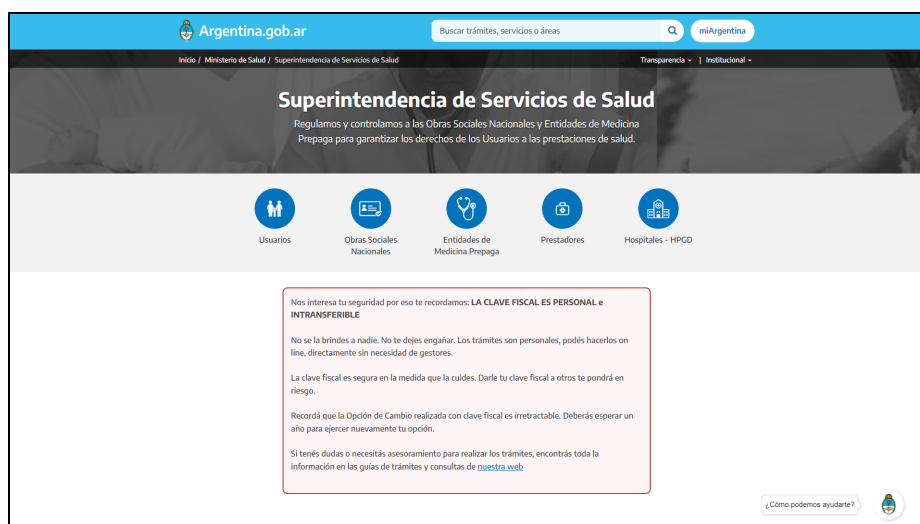 Argentina.gob.ar
Buscar trámites, servicios o áreas
miArgentina
Inicio / Ministerio de Salud / Superintendencia de Servicios de Salud
Transparencia | Institucional
Superintendencia de Servicios de Salud
Regulamos y controlamos a las Obras Sociales Nacionales y Entidades de Medicina
Prepaga para garantizar los derechos de los Usuarios a las prestaciones de salud.
Usuarios
Obras Sociales
Nacionales
Entidades de
Medicina Prepaga
Prestadores
Hospitales - HPGD
Nos interesa tu seguridad por eso te recordamos: LA CLAVE FISCAL ES PERSONAL e
INTRANSFERIBLE
No se la brindes a nadie. No te dejes engañar. Los trámites son personales, podés hacerlos on
line, directamente sin necesidad de gestores.
La clave fiscal es segura en la medida que la cuides. Darle tu clave fiscal a otros te pondrá en
riesgo.
Recordá que la Opción de Cambio realizada con clave fiscal es irretractable. Deberás esperar un
año para ejercer nuevamente tu opción.
Si tenés dudas o necesitás asesoramiento para realizar los trámites, encontrás toda la
información en las guías de trámites y consultas de nuestra web
¿Cómo podemos ayudarte?